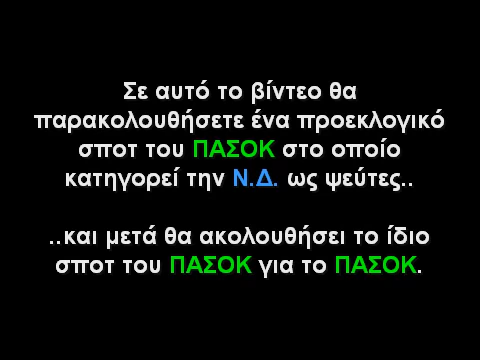 Σε αυτό το βίντεο θα
παρακολουθήσετε ένα προεκλογικό
σποτ του ΠΑΣΟΚ στο οποίο
κατηγορεί την Ν.Δ. ως ψεύτες..
..και μετά θα ακολουθήσει το ίδιο
σποτ του ΠΑΣΟΚ για το ΠΑΣΟΚ.